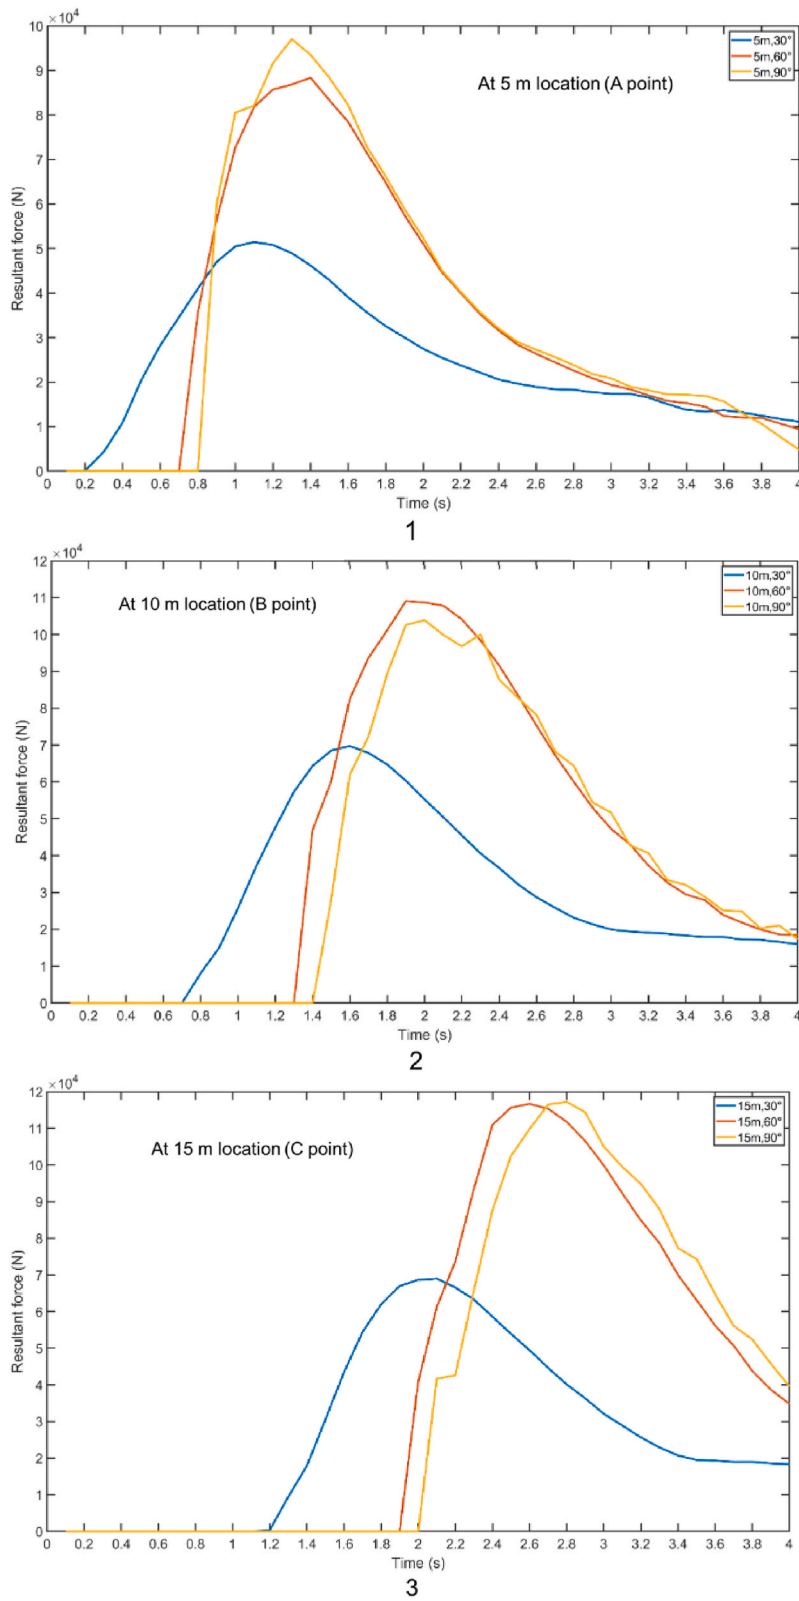 ×10⁴
10
9
8
7
6
5
4
3
2
1
0
Resultant force (N)
At 5 m location (A point)
5m,30°
5m,60°
5m,90°
0 0.2 0.4 0.6 0.8 1 1.2 1.4 1.6 1.8 2 2.2 2.4 2.6 2.8 3 3.2 3.4 3.6 3.8 4
Time (s)
1
×10⁴
12
11
10
9
8
7
6
5
4
3
2
1
0
Resultant force (N)
At 10 m location (B point)
10m,30°
10m,60°
10m,90°
0 0.2 0.4 0.6 0.8 1 1.2 1.4 1.6 1.8 2 2.2 2.4 2.6 2.8 3 3.2 3.4 3.6 3.8 4
Time (s)
2
×10⁴
12
11
10
9
8
7
6
5
4
3
2
1
0
Resultant force (N)
At 15 m location (C point)
15m,30°
15m,60°
15m,90°
0 0.2 0.4 0.6 0.8 1 1.2 1.4 1.6 1.8 2 2.2 2.4 2.6 2.8 3 3.2 3.4 3.6 3.8 4
Time (s)
3